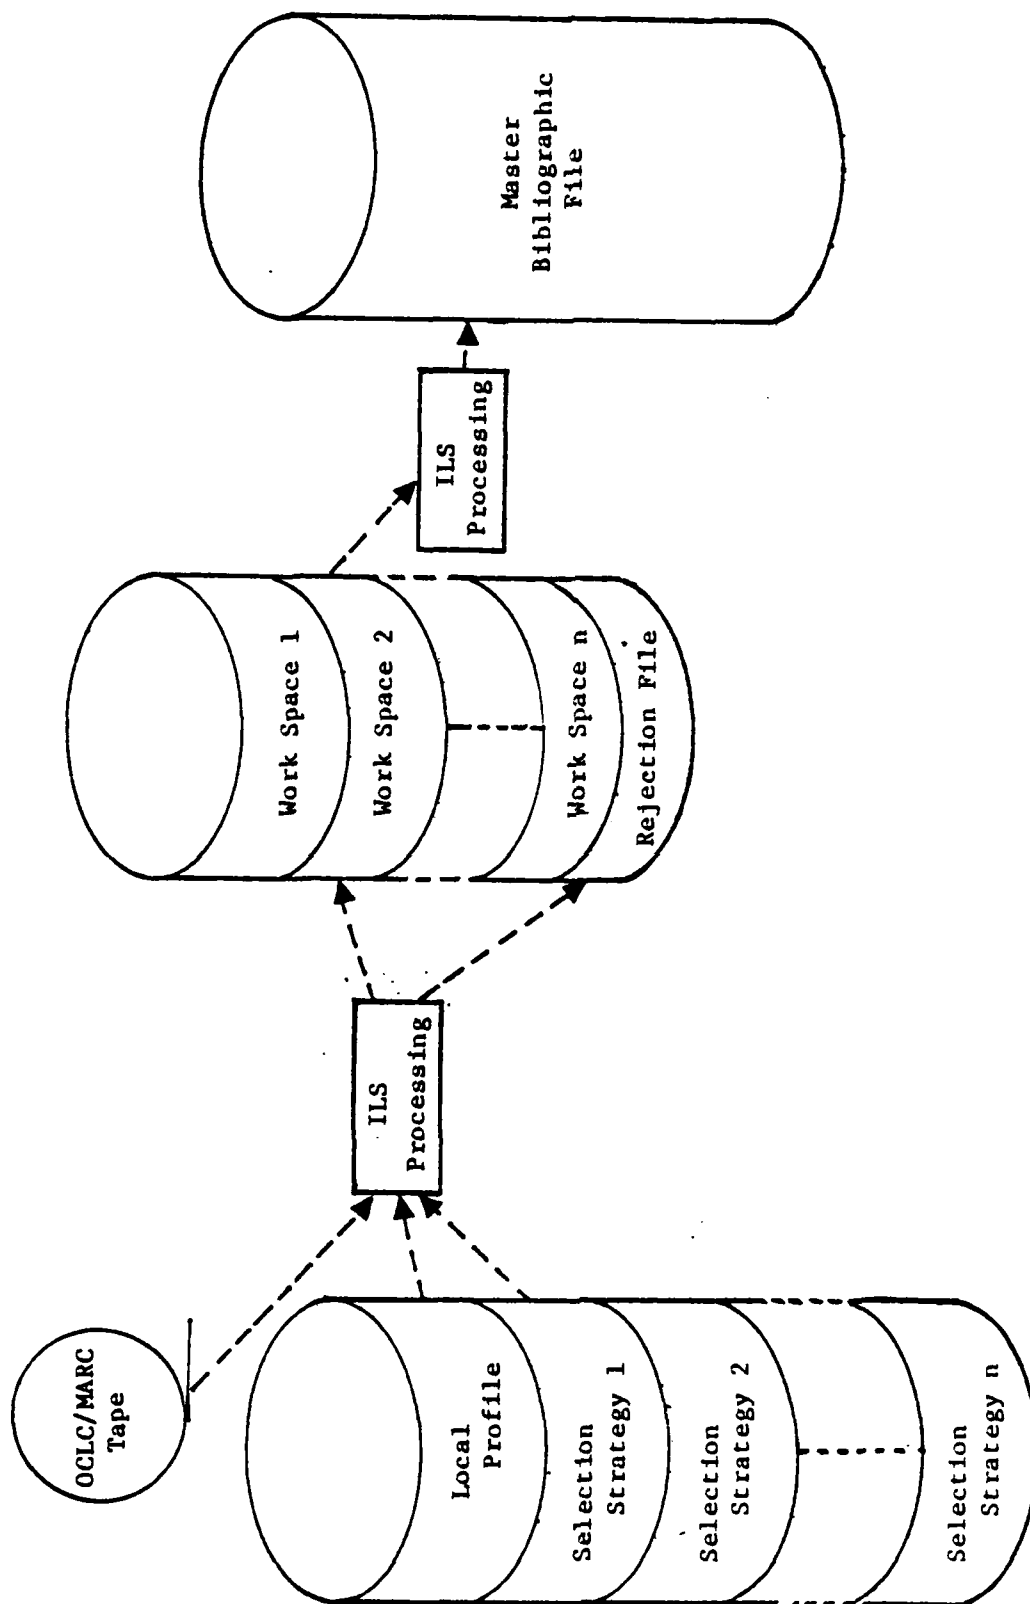 OCLC/MARC
Tape
Local
Profile
Selection
Strategy 1
Selection
Strategy 2
Selection
Strategy n
ILS
Processing
Work Space 1
Work Space 2
Work Space n
Rejection File
ILS
Processing
Master
Bibliographic
File